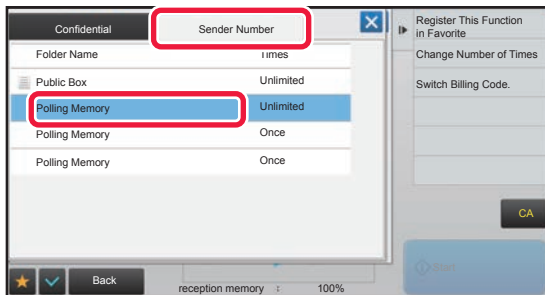 Confidential
Sender Number
Folder Name
Times
Public Box
Unlimited
Polling Memory
Unlimited
Polling Memory
Once
Polling Memory
Once
Back
reception memory : 100%
Register This Function
in Favorite
Change Number of Times
Switch Billing Code.
CA
Start